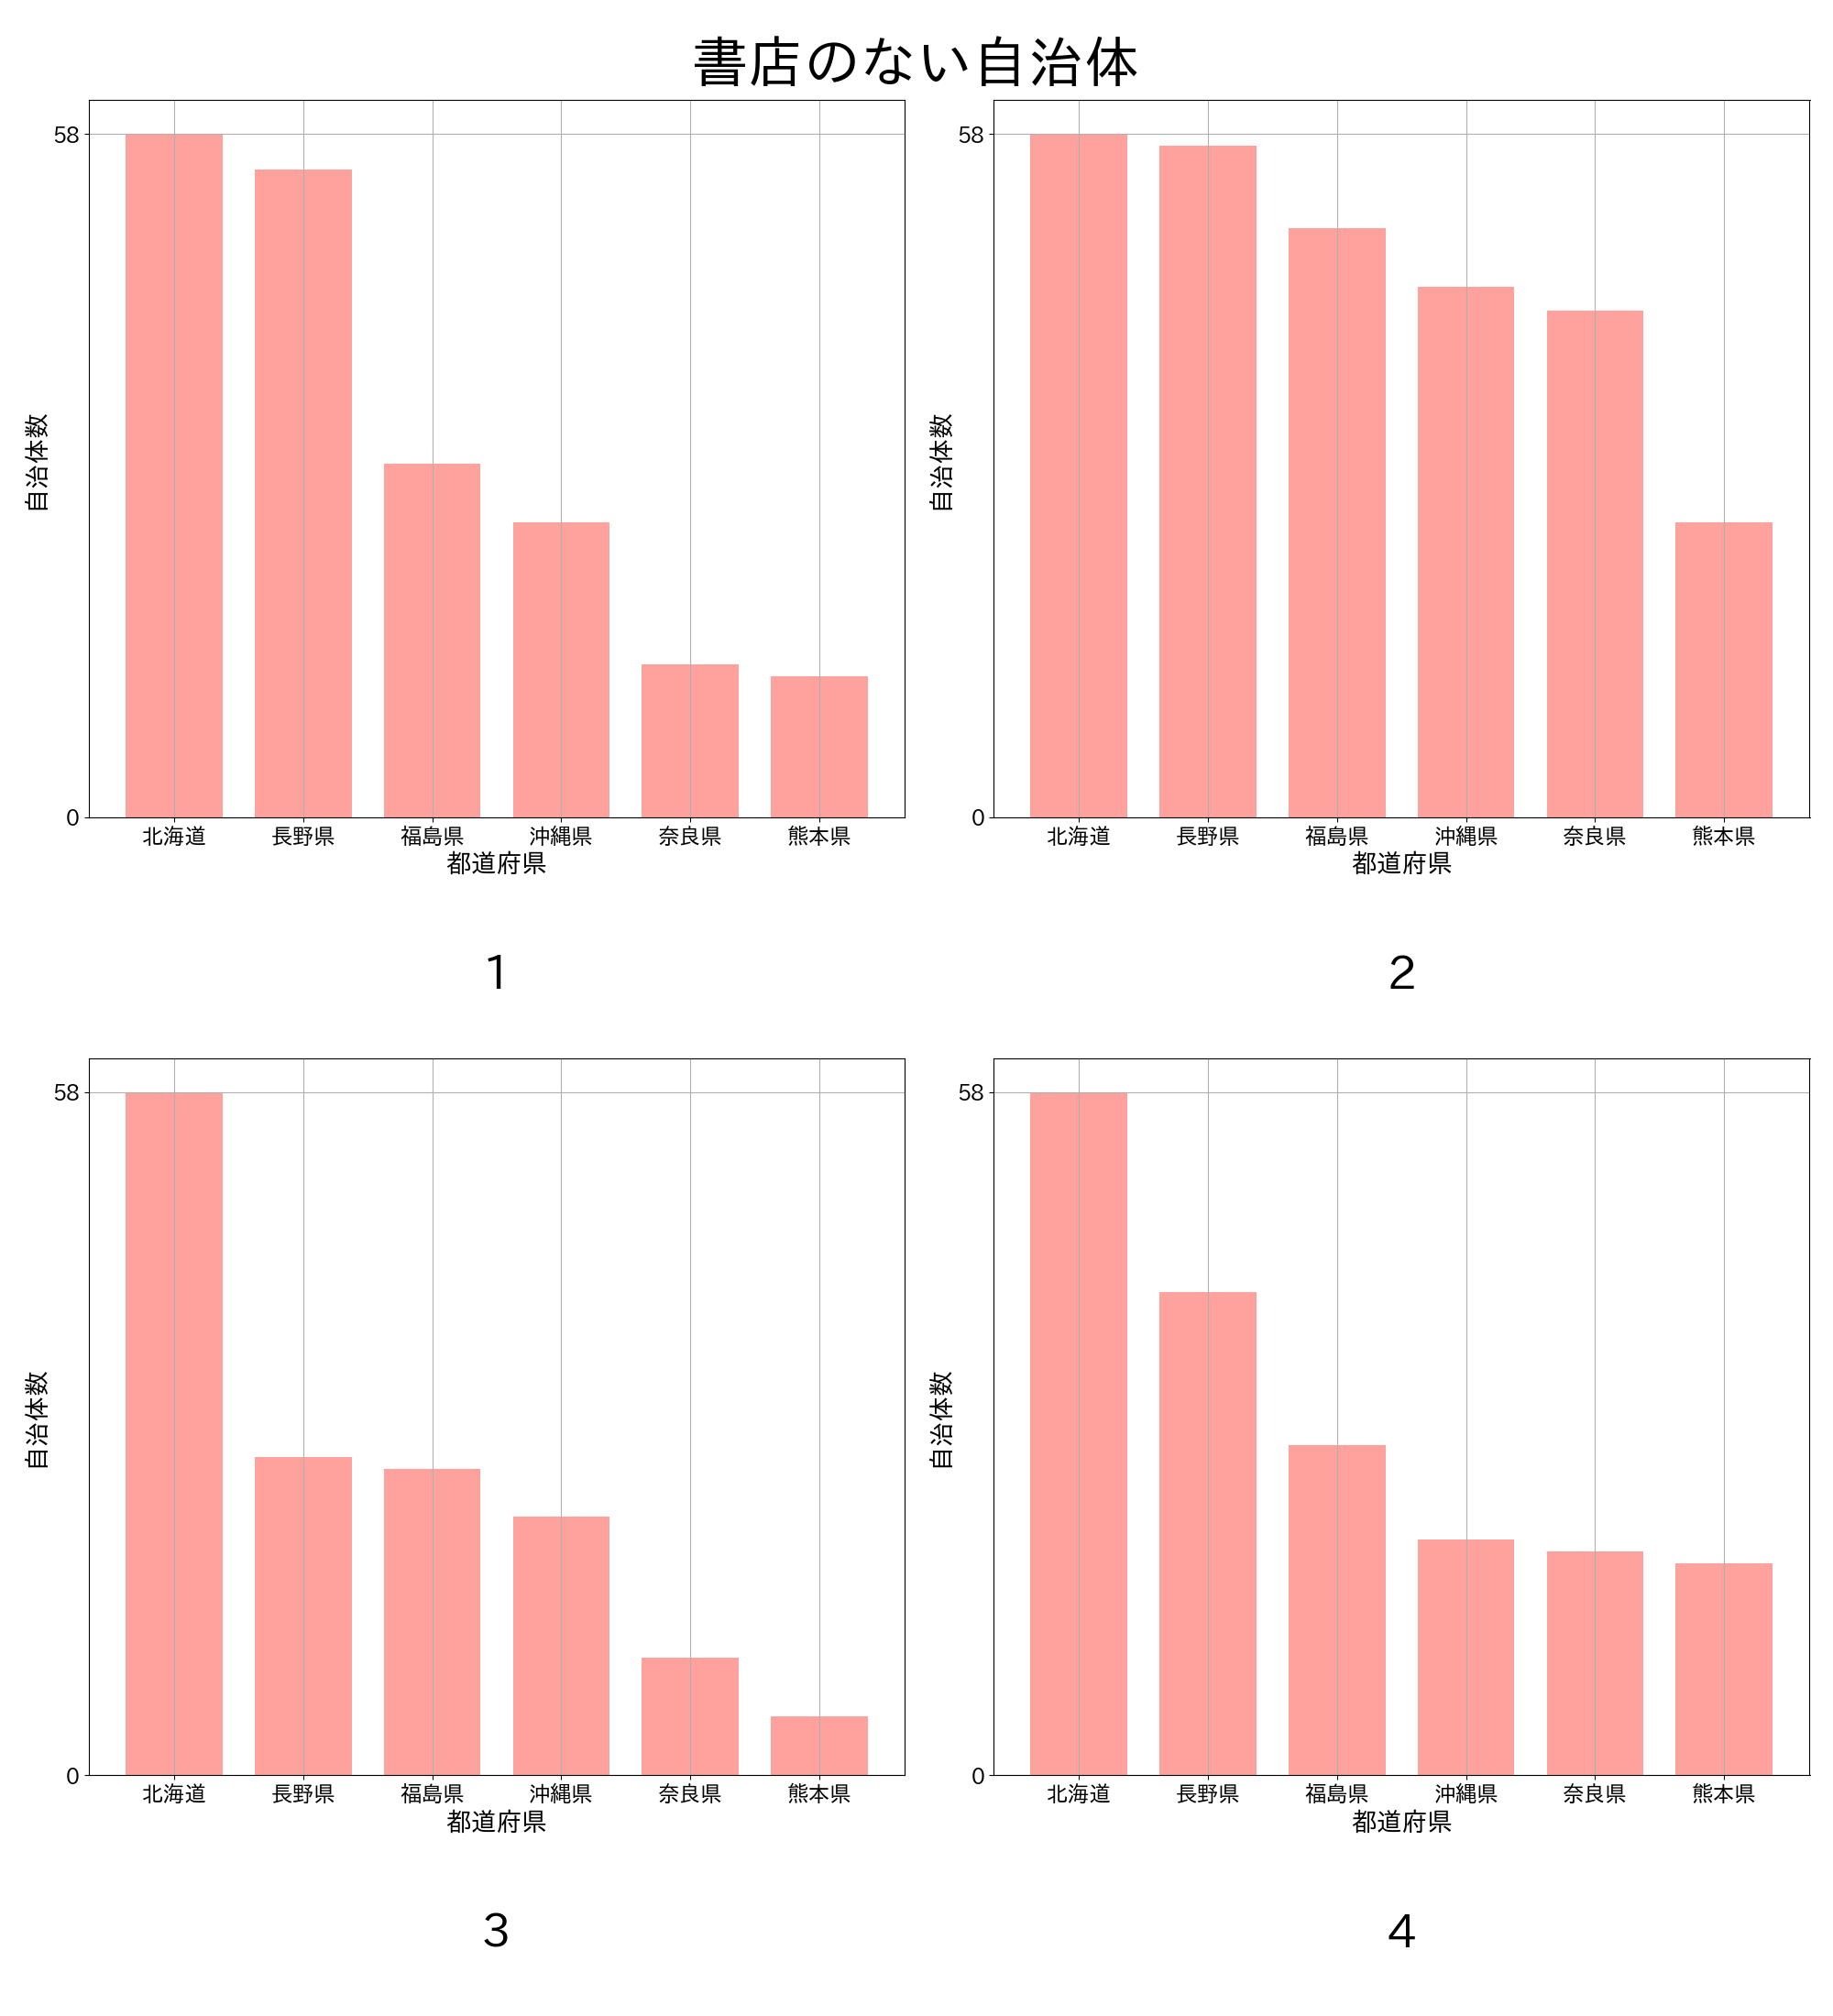 書店のない自治体
58
0
自治体数
北海道 長野県 福島県 沖縄県 奈良県 熊本県
都道府県
1
58
0
自治体数
北海道 長野県 福島県 沖縄県 奈良県 熊本県
都道府県
2
58
0
自治体数
北海道 長野県 福島県 沖縄県 奈良県 熊本県
都道府県
3
58
0
自治体数
北海道 長野県 福島県 沖縄県 奈良県 熊本県
都道府県
4